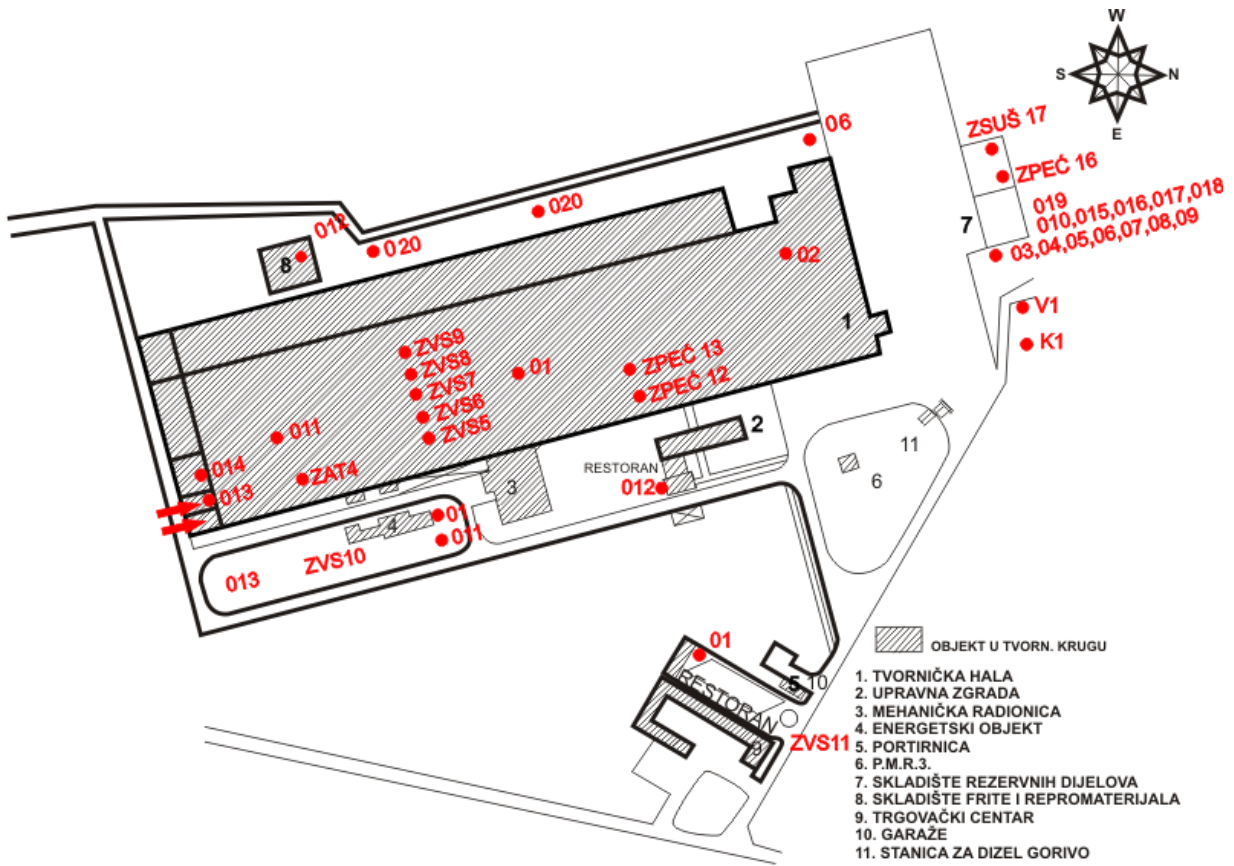 W
S
N
E
06
ZSUŠ 17
ZPEĆ 16
020
012
020
019
010,015,016,017,018
7
03,04,05,06,07,08,09
8
02
V1
1
K1
ZVS9
ZVS8
ZVS7
ZVS6
ZVS5
01
ZPEĆ 13
ZPEĆ 12
011
2
11
014
ZAT4
RESTORAN
6
013
3
012
01
4
011
ZVS10
013
01
RESTORAN
5
10
9
ZVS11
OBJEKT U TVORN. KRUGU
1. TVORNIČKA HALA
2. UPRAVNA ZGRADA
3. MEHANIČKA RADIONICA
4. ENERGETSKI OBJEKT
5. PORTIRNICA
6. P.M.R.3.
7. SKLADIŠTE REZERVNIH DIJELOVA
8. SKLADIŠTE FRITE I REPROMATERIJALA
9. TRGOVAČKI CENTAR
10. GARAŽE
11. STANICA ZA DIZEL GORIVO